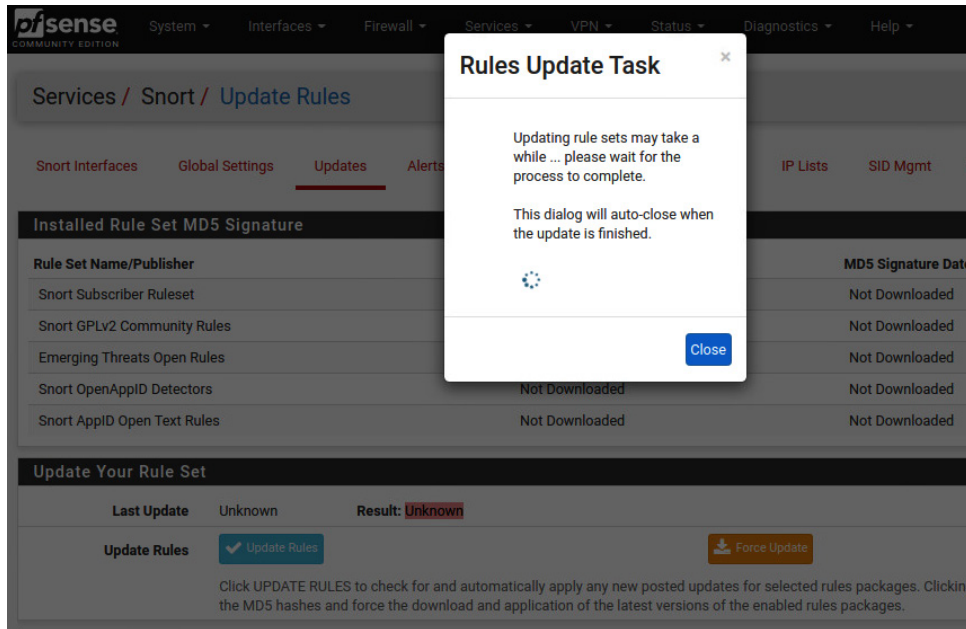 pfsense
COMMUNITY EDITION
System Interfaces Firewall Services VPN Status Diagnostics Help
Rules Update Task ×
Services / Snort / Update Rules
Updating rule sets may take a
while ... please wait for the
process to complete.
This dialog will auto-close when
the update is finished.
Close
Snort Interfaces Global Settings Updates Alerts IP Lists SID Mgmt
Installed Rule Set MD5 Signature
Rule Set Name/Publisher MD5 Signature Date
Snort Subscriber Ruleset Not Downloaded
Snort GPLv2 Community Rules Not Downloaded
Emerging Threats Open Rules Not Downloaded
Snort OpenAppID Detectors Not Downloaded Not Downloaded
Snort AppID Open Text Rules Not Downloaded Not Downloaded
Update Your Rule Set
Last Update Unknown Result: Unknown
Update Rules Update Rules Force Update
Click UPDATE RULES to check for and automatically apply any new posted updates for selected rules packages. Clickin
the MD5 hashes and force the download and application of the latest versions of the enabled rules packages.